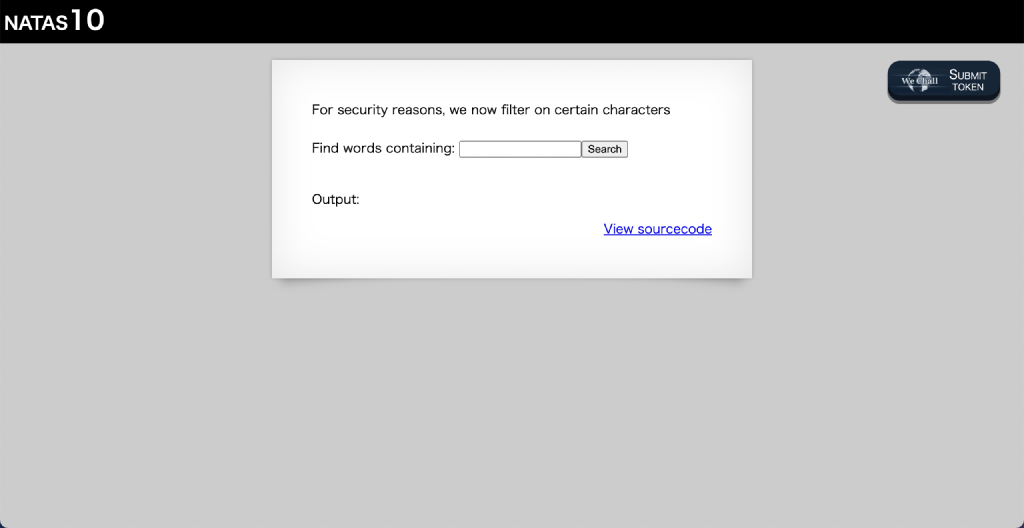 NATAS10
We Chall
SUBMIT
TOKEN
For security reasons, we now filter on certain characters
Find words containing: Search
Output:
View sourcecode